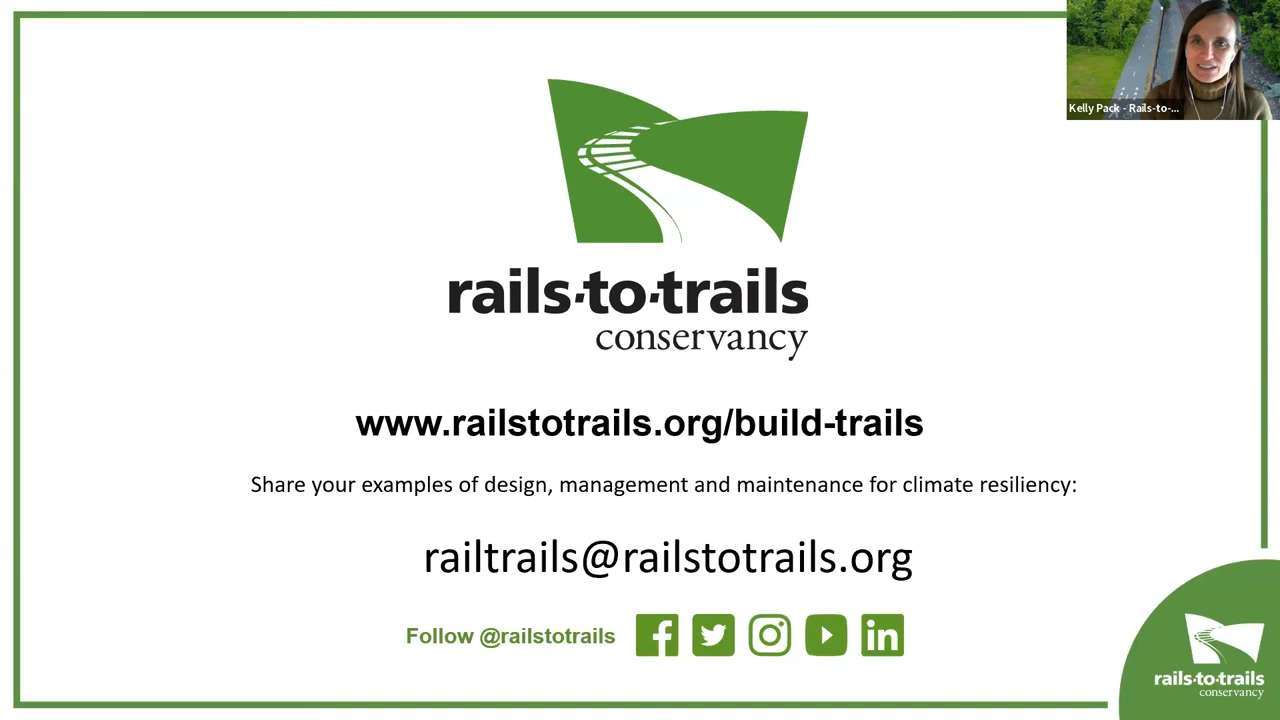 Kelly Pack - Rails-to-...
rails·to·trails
conservancy
www.railstotrails.org/build-trails
Share your examples of design, management and maintenance for climate resiliency:
railtrails@railstotrails.org
Follow @railstotrails
rails·to·trails
conservancy